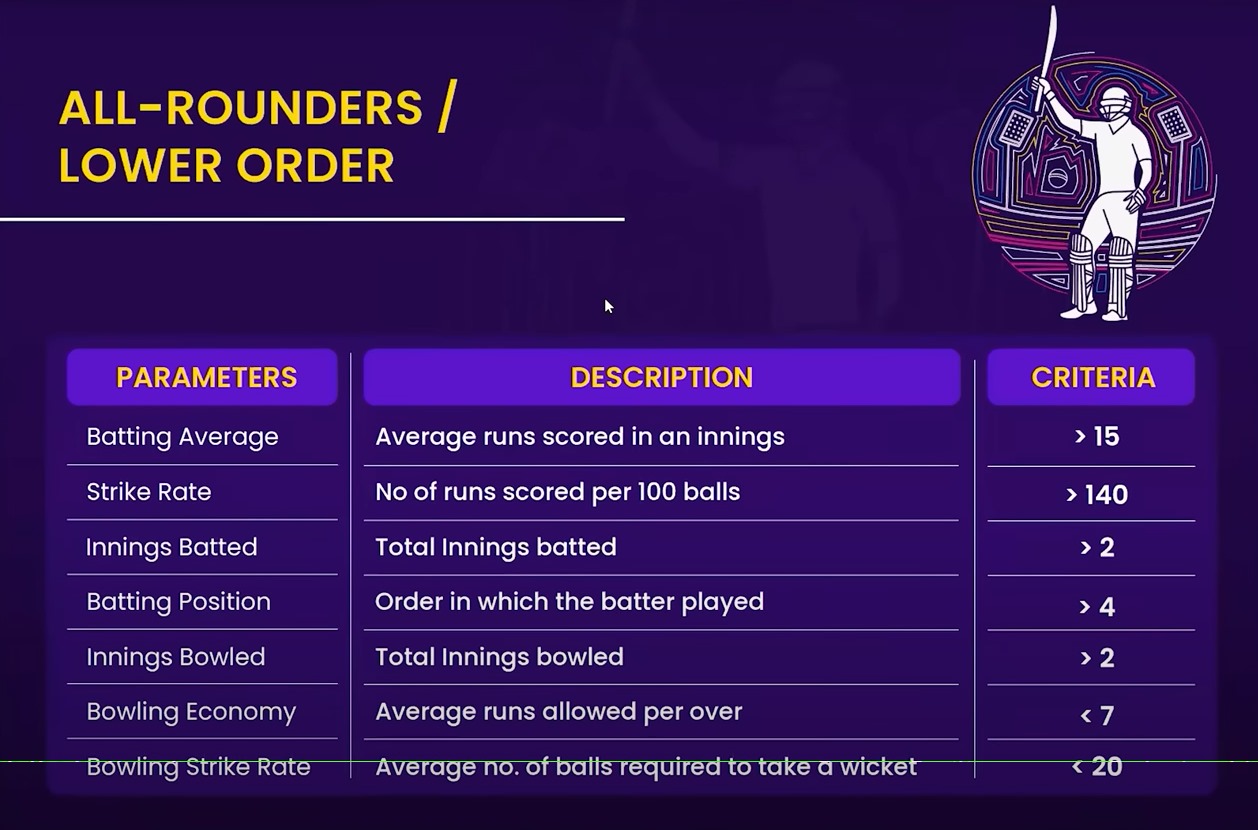 ALL-ROUNDERS /
LOWER ORDER
PARAMETERS DESCRIPTION CRITERIA
Batting Average Average runs scored in an innings > 15
Strike Rate No of runs scored per 100 balls > 140
Innings Batted Total Innings batted > 2
Batting Position Order in which the batter played > 4
Innings Bowled Total Innings bowled > 2
Bowling Economy Average runs allowed per over < 7
Bowling Strike Rate Average no. of balls required to take a wicket < 20